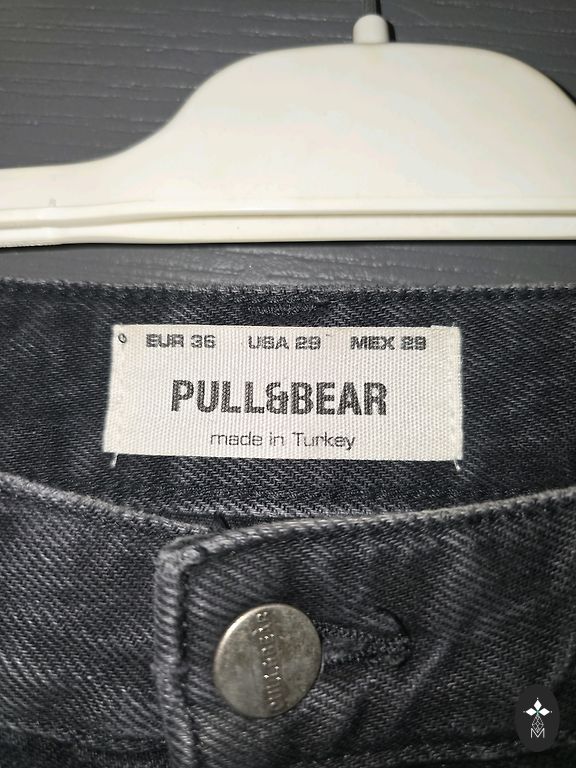 EUR 36 USA 29 MEX 29
PULL&BEAR
made in Turkey